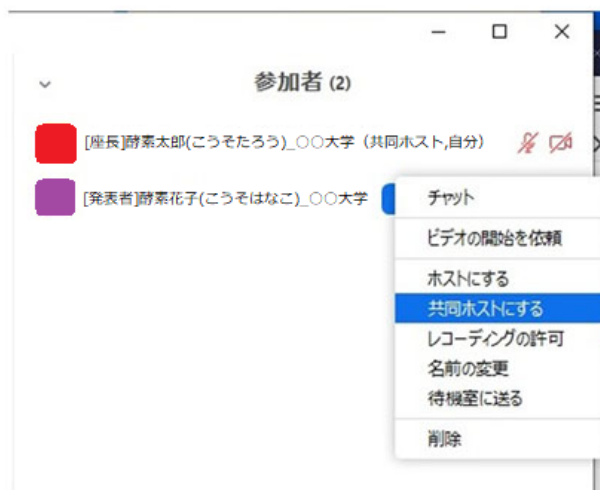 参加者 (2)
[座長]酵素太郎(こうそたろう)_○○大学（共同ホスト,自分）
[発表者]酵素花子(こうそはなこ)_○○大学
チャット
ビデオの開始を依頼
ホストにする
共同ホストにする
レコーディングの許可
名前の変更
待機室に送る
削除